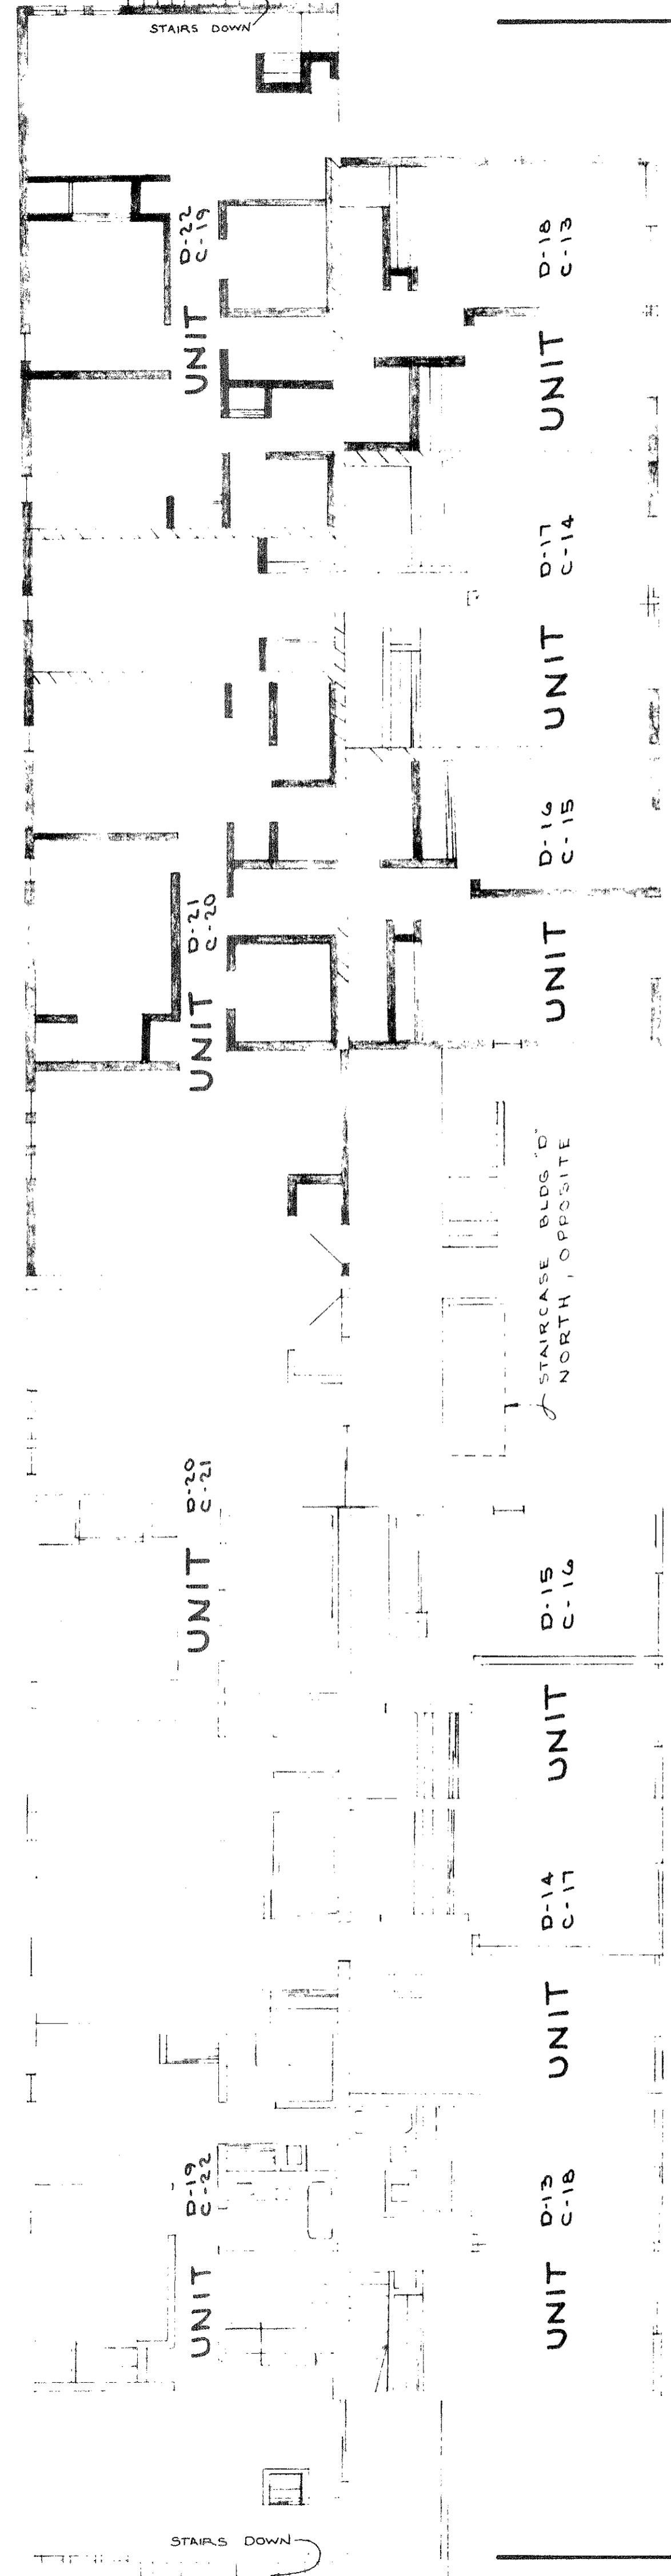 STAIRS DOWN
UNIT D-22
C-19
UNIT D-18
C-13
UNIT D-17
C-14
UNIT D-16
C-15
UNIT D-21
C-20
STAIRCASE BLDG "D"
NORTH, OPPOSITE
UNIT D-20
C-21
UNIT D-15
C-16
UNIT D-14
C-17
UNIT D-19
C-22
UNIT D-13
C-18
STAIRS DOWN